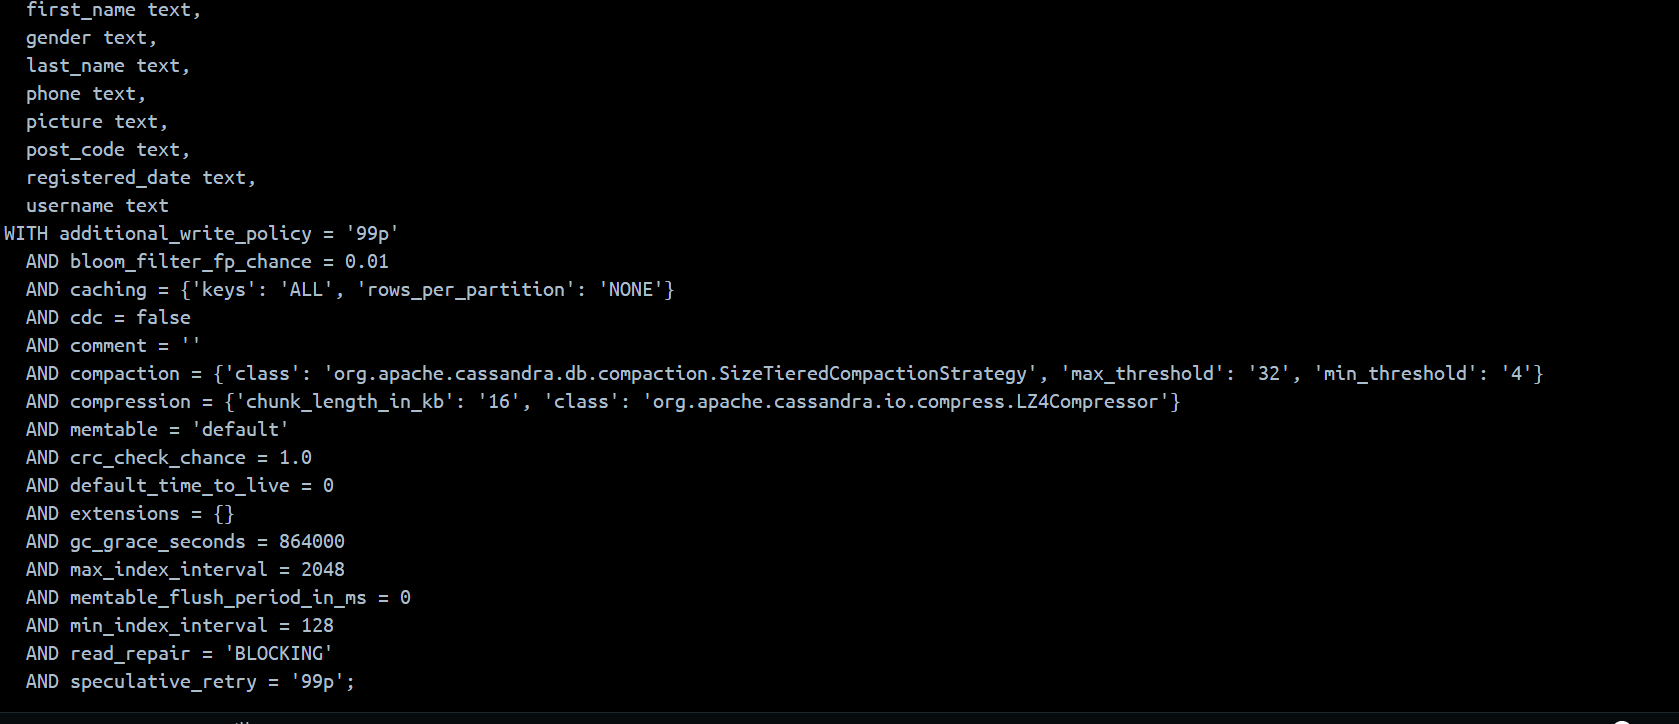 first_name text,
gender text,
last_name text,
phone text,
picture text,
post_code text,
registered_date text,
username text
WITH additional_write_policy = '99p'
AND bloom_filter_fp_chance = 0.01
AND caching = {'keys': 'ALL', 'rows_per_partition': 'NONE'}
AND cdc = false
AND comment = ''
AND compaction = {'class': 'org.apache.cassandra.db.compaction.SizeTieredCompactionStrategy', 'max_threshold': '32', 'min_threshold': '4'}
AND compression = {'chunk_length_in_kb': '16', 'class': 'org.apache.cassandra.io.compress.LZ4Compressor'}
AND memtable = 'default'
AND crc_check_chance = 1.0
AND default_time_to_live = 0
AND extensions = {}
AND gc_grace_seconds = 864000
AND max_index_interval = 2048
AND memtable_flush_period_in_ms = 0
AND min_index_interval = 128
AND read_repair = 'BLOCKING'
AND speculative_retry = '99p';